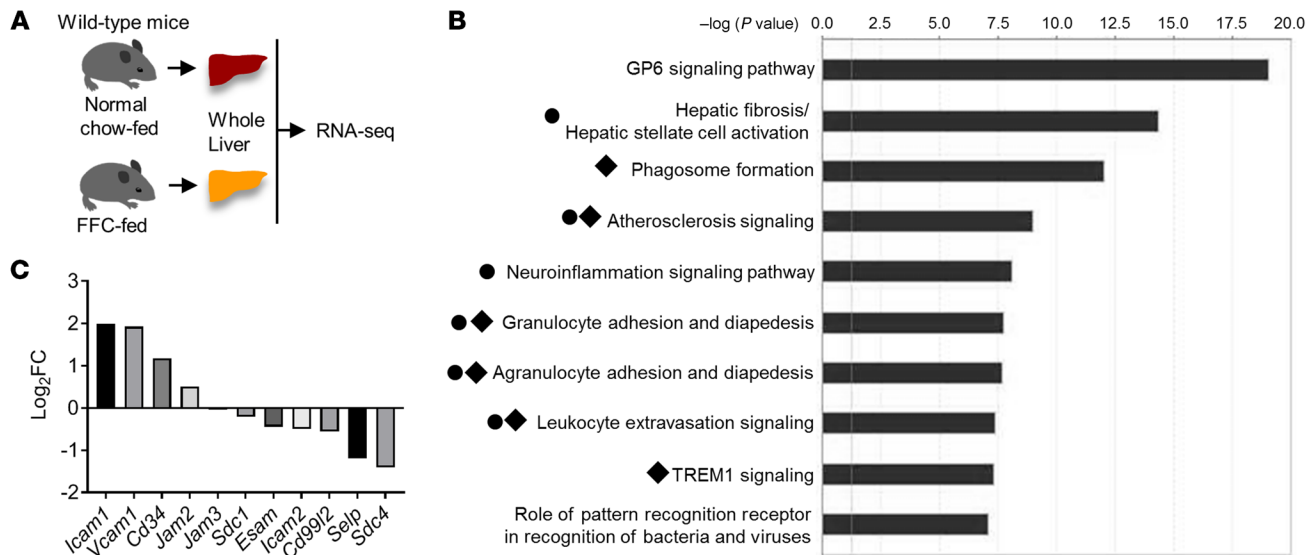 A
Wild-type mice
Normal
chow-fed
FFC-fed
Whole
Liver
RNA-seq
B
–log (P value)
0.0 2.5 5.0 7.5 10.0 12.5 15.0 17.5 20.0
GP6 signaling pathway
Hepatic fibrosis/
Hepatic stellate cell activation
Phagosome formation
Atherosclerosis signaling
Neuroinflammation signaling pathway
Granulocyte adhesion and diapedesis
Agranulocyte adhesion and diapedesis
Leukocyte extravasation signaling
TREM1 signaling
Role of pattern recognition receptor
in recognition of bacteria and viruses
C
Log₂FC
3
2
1
0
-1
-2
Icam1 Vcam1 Cd34 Jam2 Jam3 Sdc1 Esam Icam2 Cd99l2 Selp Sdc4